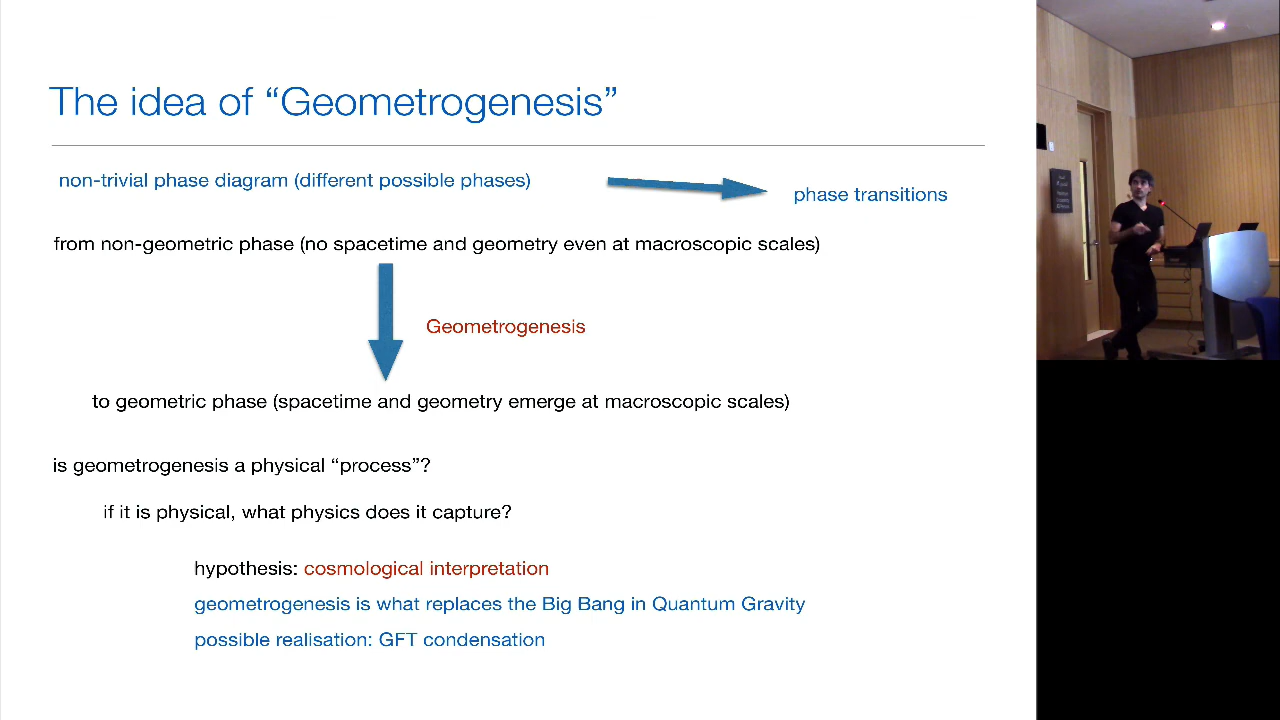 The idea of “Geometrogenesis”
non-trivial phase diagram (different possible phases)
phase transitions
from non-geometric phase (no spacetime and geometry even at macroscopic scales)
Geometrogenesis
to geometric phase (spacetime and geometry emerge at macroscopic scales)
is geometrogenesis a physical “process”?
if it is physical, what physics does it capture?
hypothesis: cosmological interpretation
geometrogenesis is what replaces the Big Bang in Quantum Gravity
possible realisation: GFT condensation